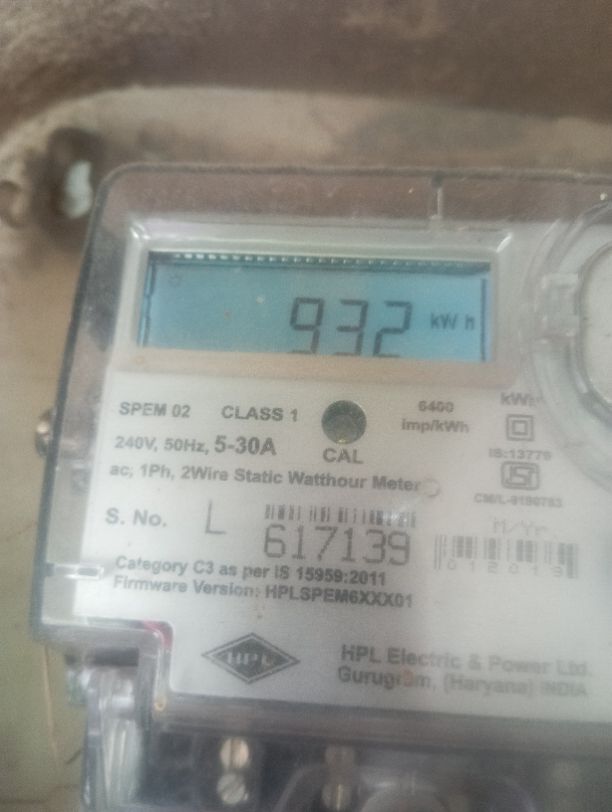 932 kWh
SPEM 02 CLASS 1 6400 imp/kWh
240V, 50Hz, 5-30A CAL
ac, 1Ph, 2Wire Static Watthour Meter
IS:13779
S. No. L 617139
M/Yr.
012019
Category C3 as per IS 15959:2011
Firmware Version: HPLSPEM6XXX01
HPL
HPL Electric & Power Ltd.
Gurugram, (Haryana) INDIA